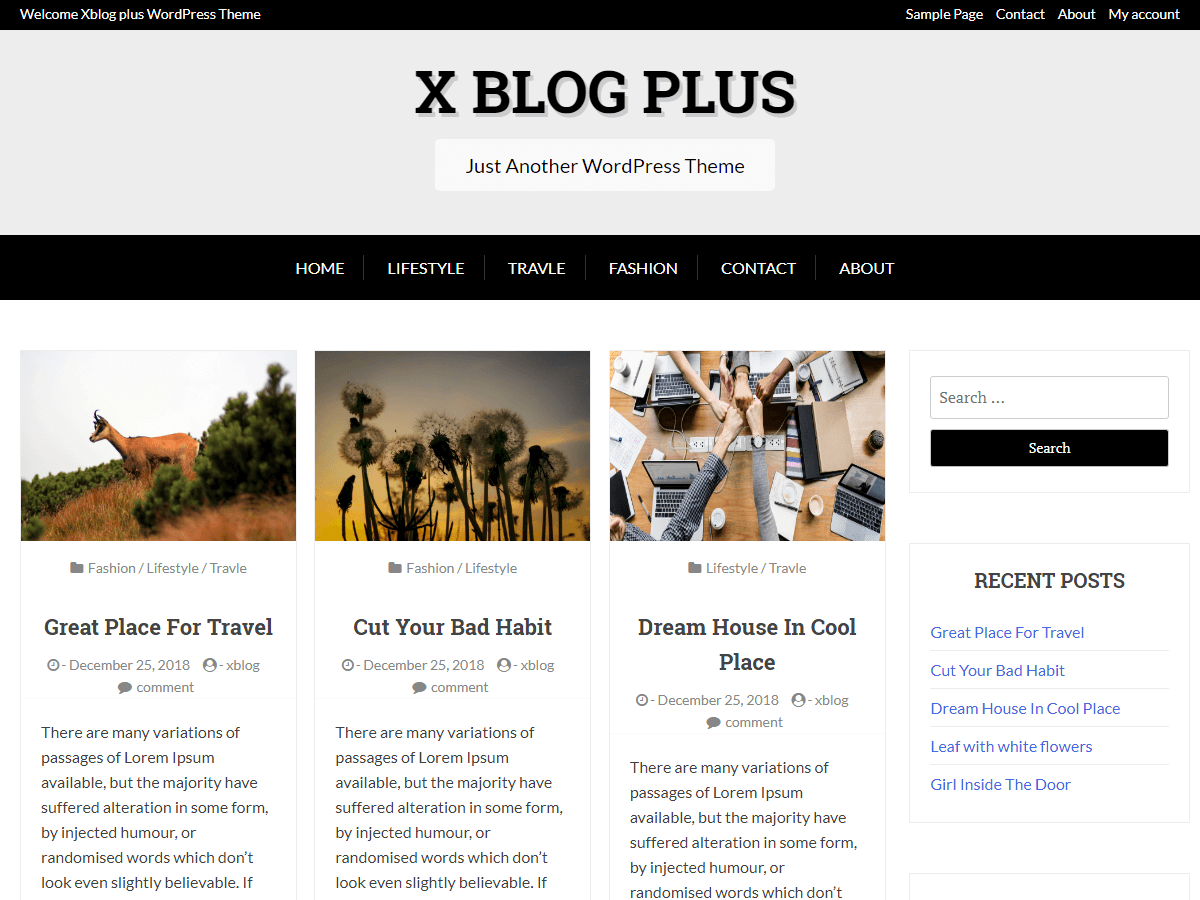 Welcome Xblog plus WordPress Theme
Sample Page Contact About My account
X BLOG PLUS
Just Another WordPress Theme
HOME LIFESTYLE TRAVLE FASHION CONTACT ABOUT
Fashion / Lifestyle / Travle
Great Place For Travel
- December 25, 2018 - xblog
comment
There are many variations of
passages of Lorem Ipsum
available, but the majority have
suffered alteration in some form,
by injected humour, or
randomised words which don’t
look even slightly believable. If
Fashion / Lifestyle
Cut Your Bad Habit
- December 25, 2018 - xblog
comment
There are many variations of
passages of Lorem Ipsum
available, but the majority have
suffered alteration in some form,
by injected humour, or
randomised words which don’t
look even slightly believable. If
Lifestyle / Travle
Dream House In Cool
Place
- December 25, 2018 - xblog
comment
There are many variations of
passages of Lorem Ipsum
available, but the majority have
suffered alteration in some form,
by injected humour, or
randomised words which don’t
Search …
Search
RECENT POSTS
Great Place For Travel
Cut Your Bad Habit
Dream House In Cool Place
Leaf with white flowers
Girl Inside The Door